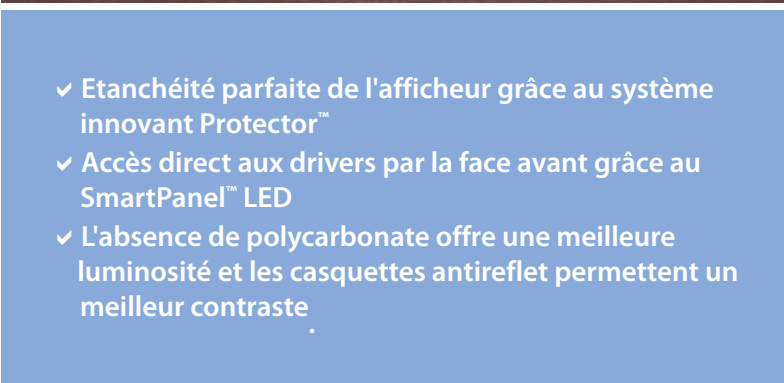 ✓ Etanchéité parfaite de l'afficheur grâce au système
innovant Protector™
✓ Accès direct aux drivers par la face avant grâce au
SmartPanel™ LED
✓ L'absence de polycarbonate offre une meilleure
luminosité et les casquettes antireflet permettent un
meilleur contraste
.